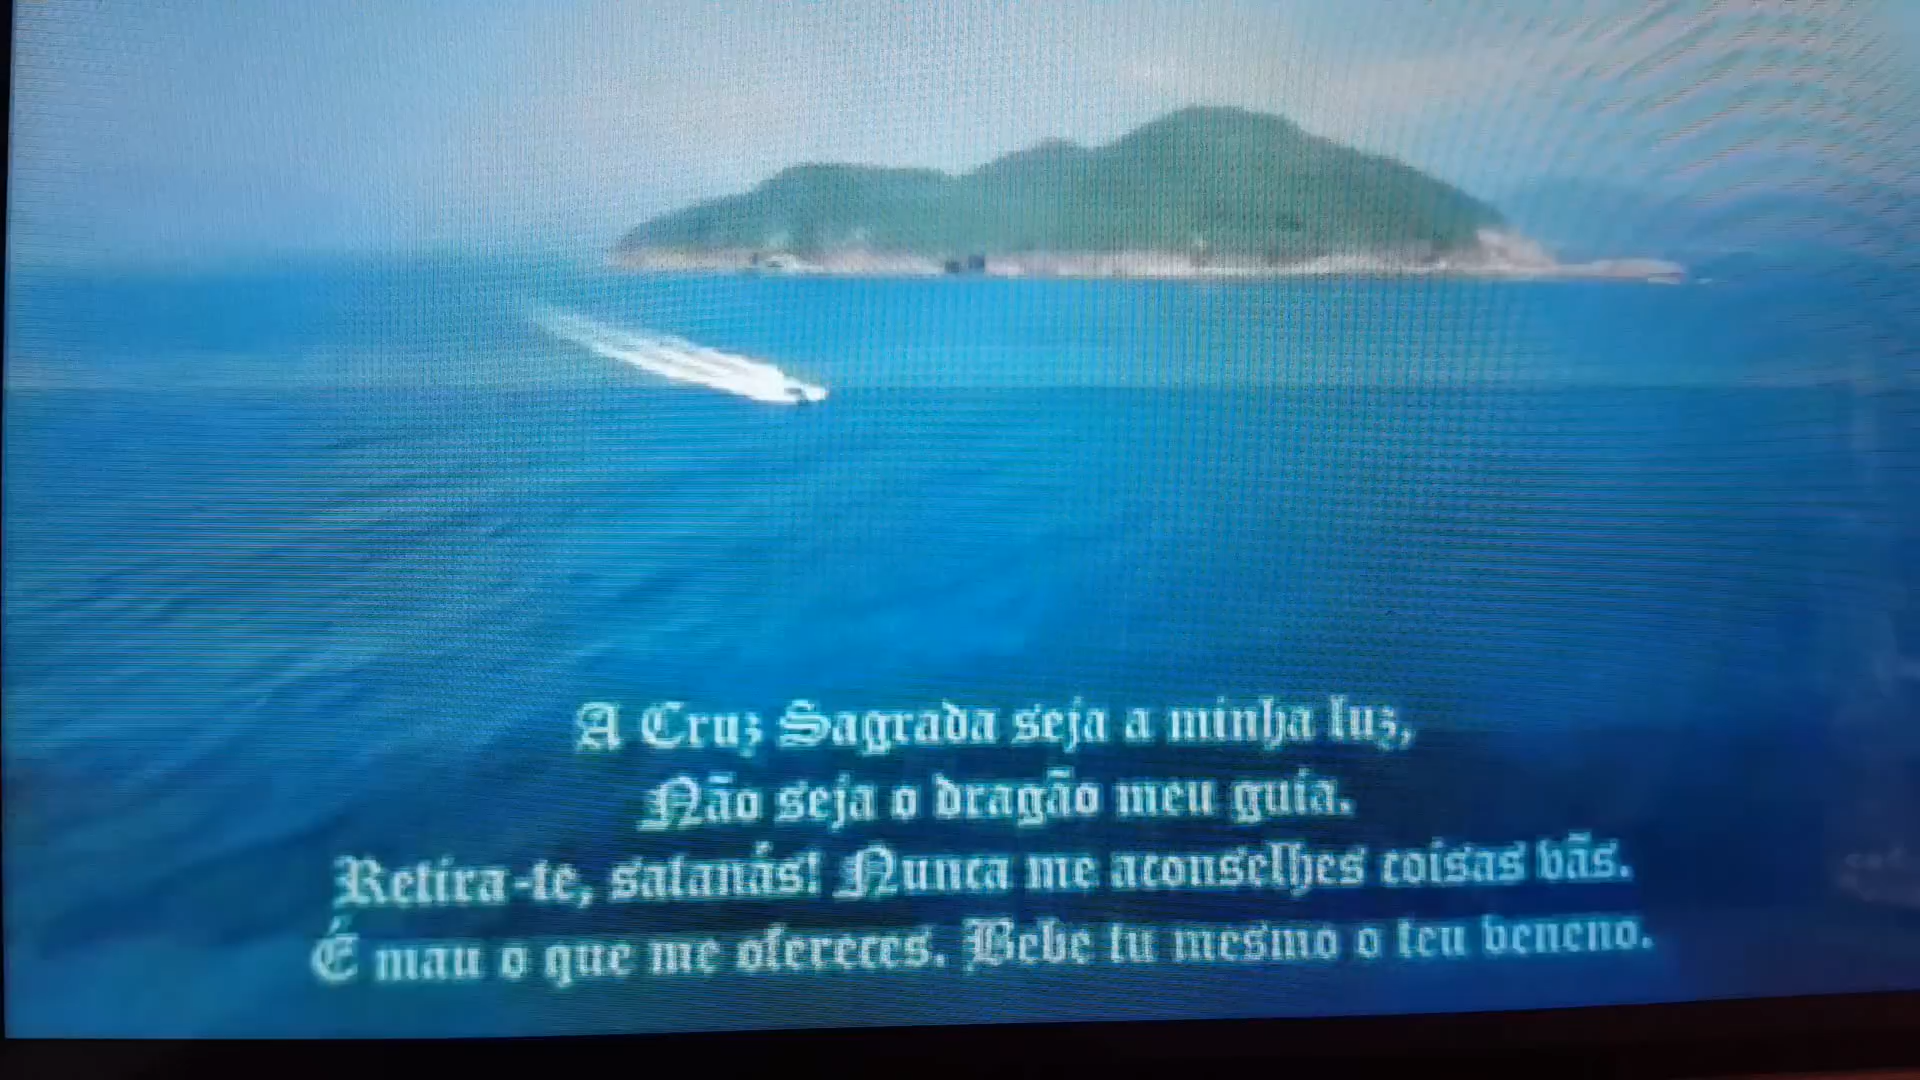 A Cruz Sagrada seja a minha luz,
Não seja o dragão meu guia.
Retira-te, satanás! Nunca me aconselhes coisas vãs.
É mau o que me ofereces. Bebe tu mesmo o teu veneno.